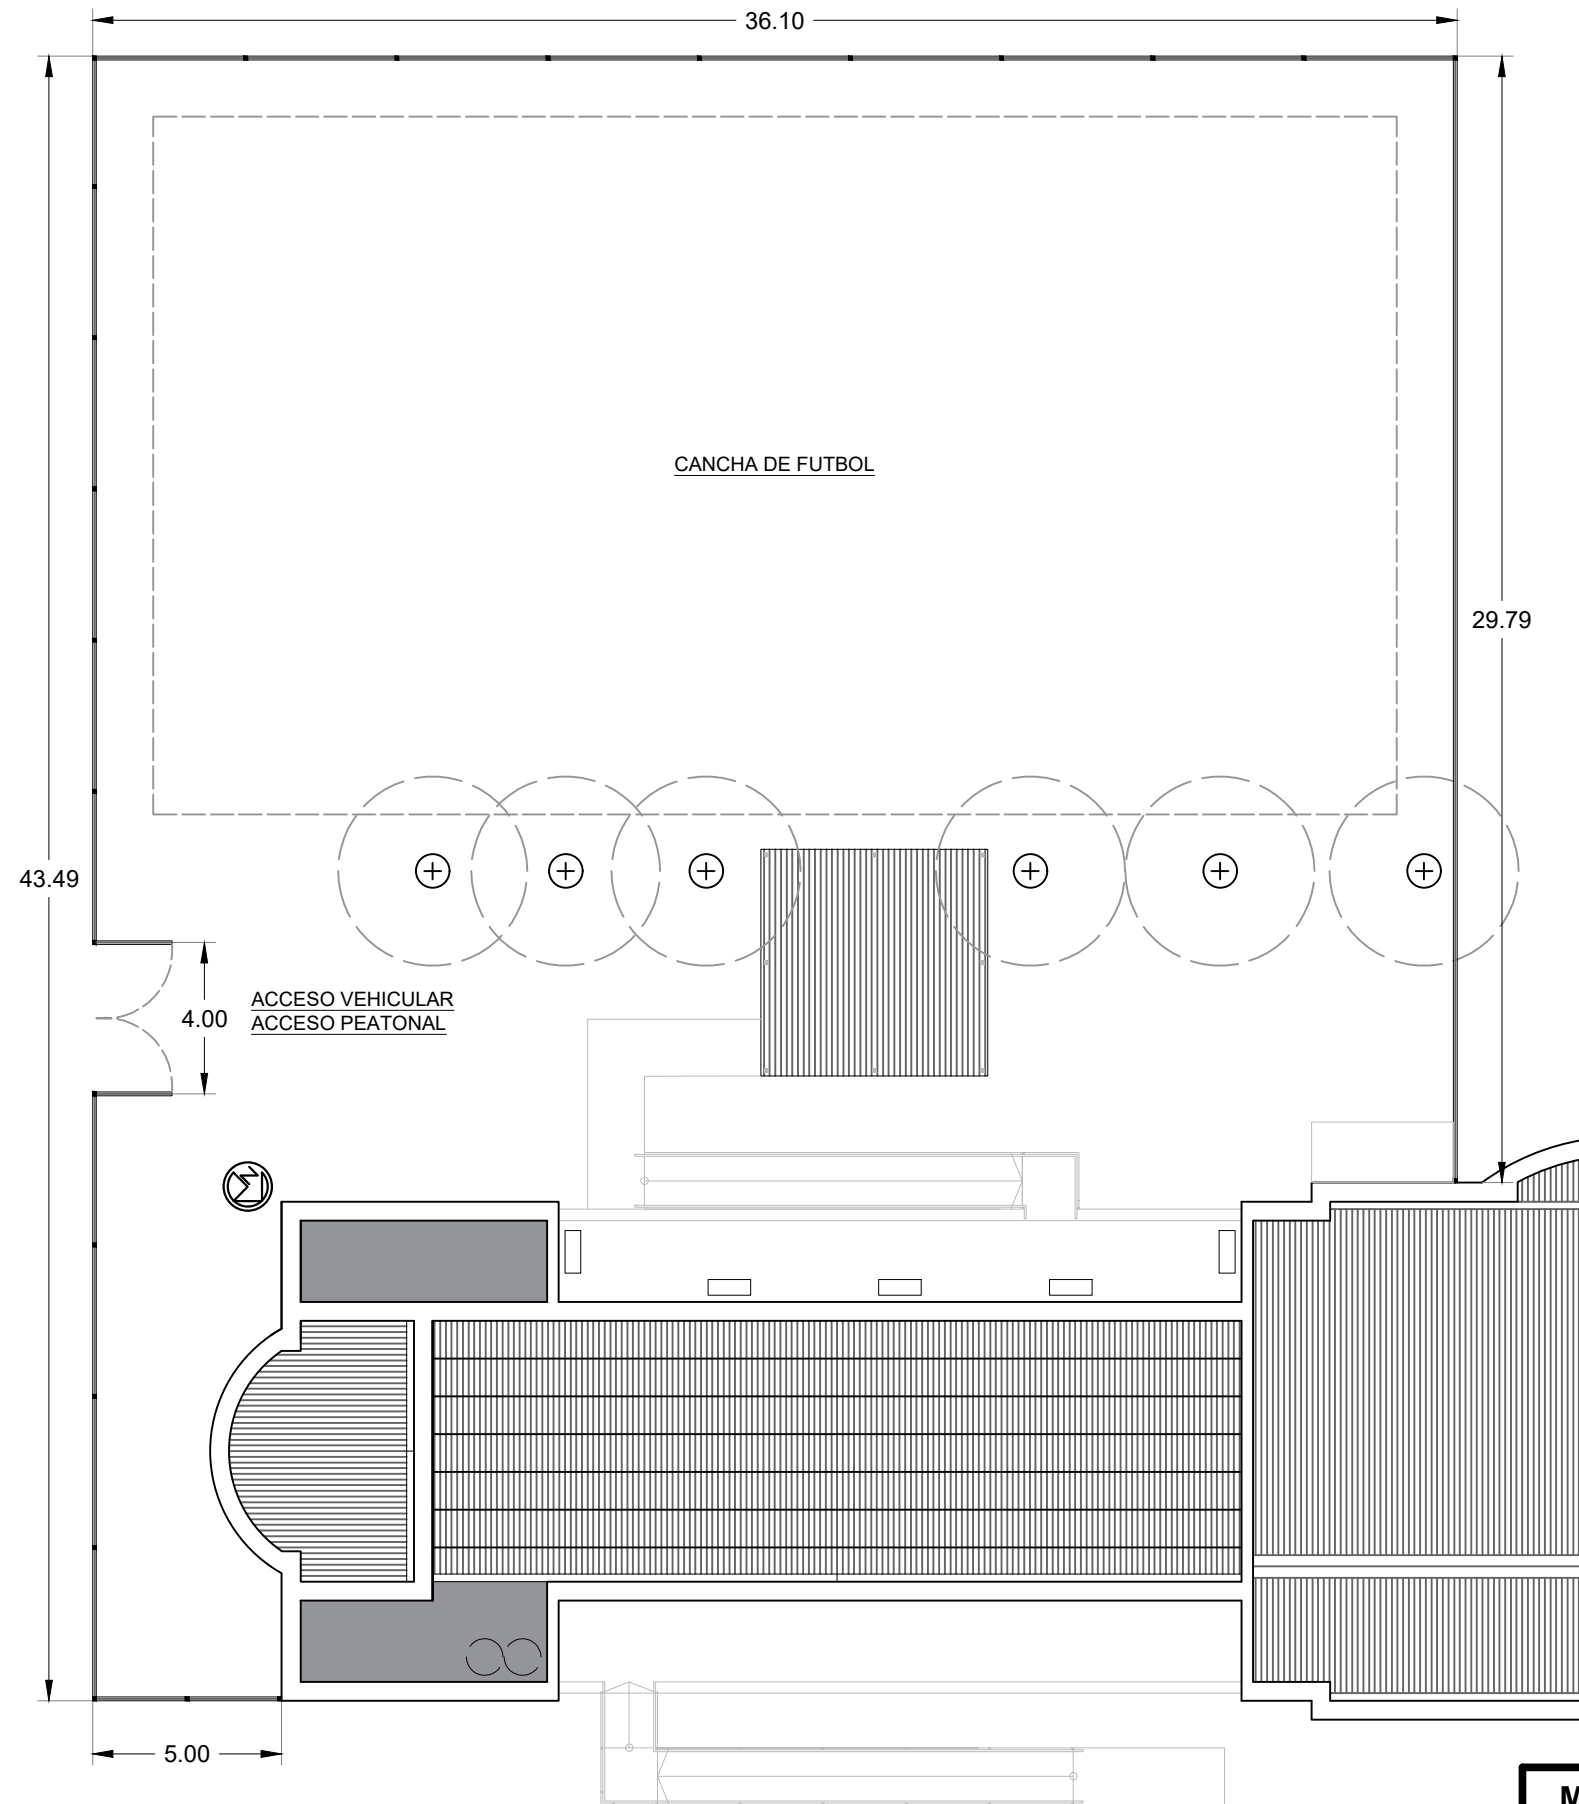 36.10
CANCHA DE FUTBOL
29.79
43.49
ACCESO VEHICULAR
4.00
ACCESO PEATONAL
5.00
M